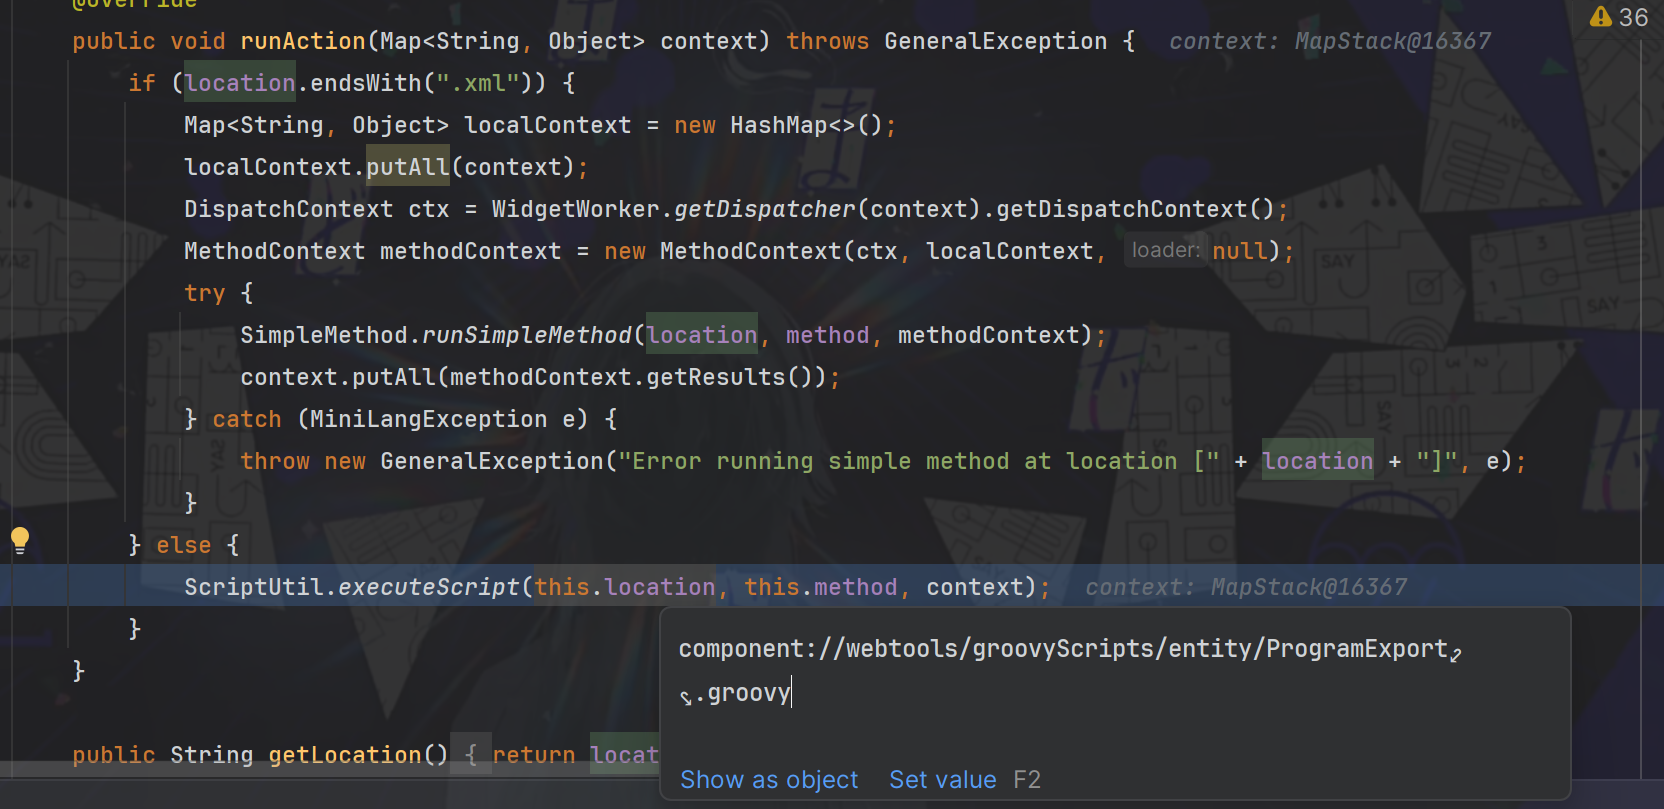 @Override
36
public void runAction(Map<String, Object> context) throws GeneralException {   context: MapStack@16367
    if (location.endsWith(".xml")) {
        Map<String, Object> localContext = new HashMap<>();
        localContext.putAll(context);
        DispatchContext ctx = WidgetWorker.getDispatcher(context).getDispatchContext();
        MethodContext methodContext = new MethodContext(ctx, localContext, loader: null);
        try {
            SimpleMethod.runSimpleMethod(location, method, methodContext);
            context.putAll(methodContext.getResults());
        } catch (MiniLangException e) {
            throw new GeneralException("Error running simple method at location [" + location + "]", e);
        }
    } else {
        ScriptUtil.executeScript(this.location, this.method, context);   context: MapStack@16367
    }
}
component://webtools/groovyScripts/entity/ProgramExport
.groovy
public String getLocation() { return locat
Show as object Set value F2